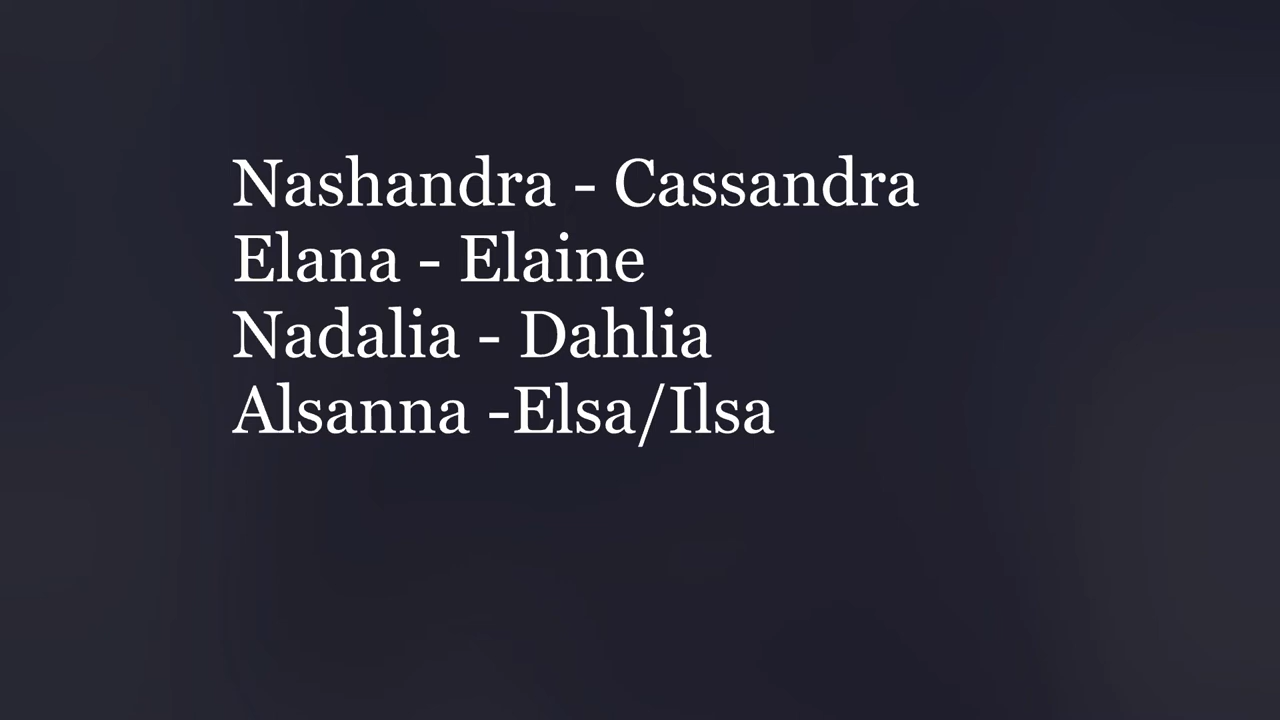 Nashandra - Cassandra
Elana - Elaine
Nadalia - Dahlia
Alsanna -Elsa/Ilsa